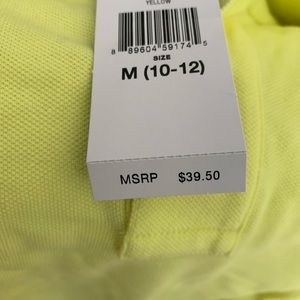 YELLOW
8 89604 59174 5
SIZE
M (10-12)
MSRP $39.50